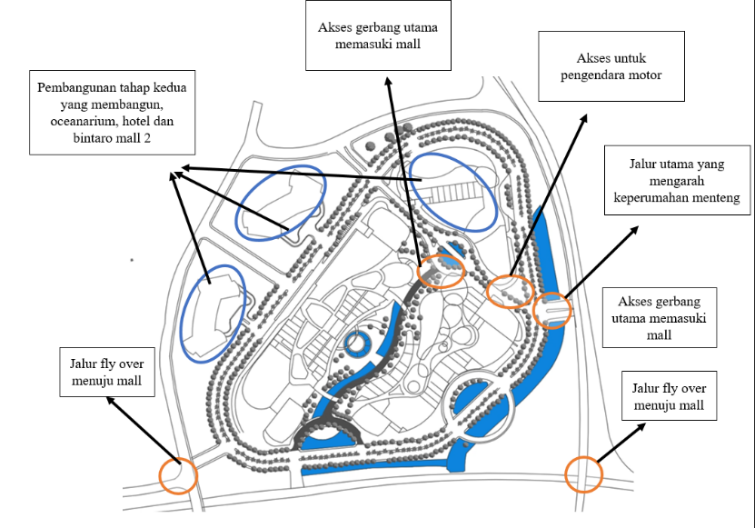 Akses gerbang utama
memasuki mall
Akses untuk
pengendara motor
Pembangunan tahap kedua
yang membangun,
oceanarium, hotel dan
bintaro mall 2
Jalur utama yang
mengarah
keperumahan menteng
Akses gerbang
utama memasuki
mall
Jalur fly over
menuju mall
Jalur fly over
menuju mall